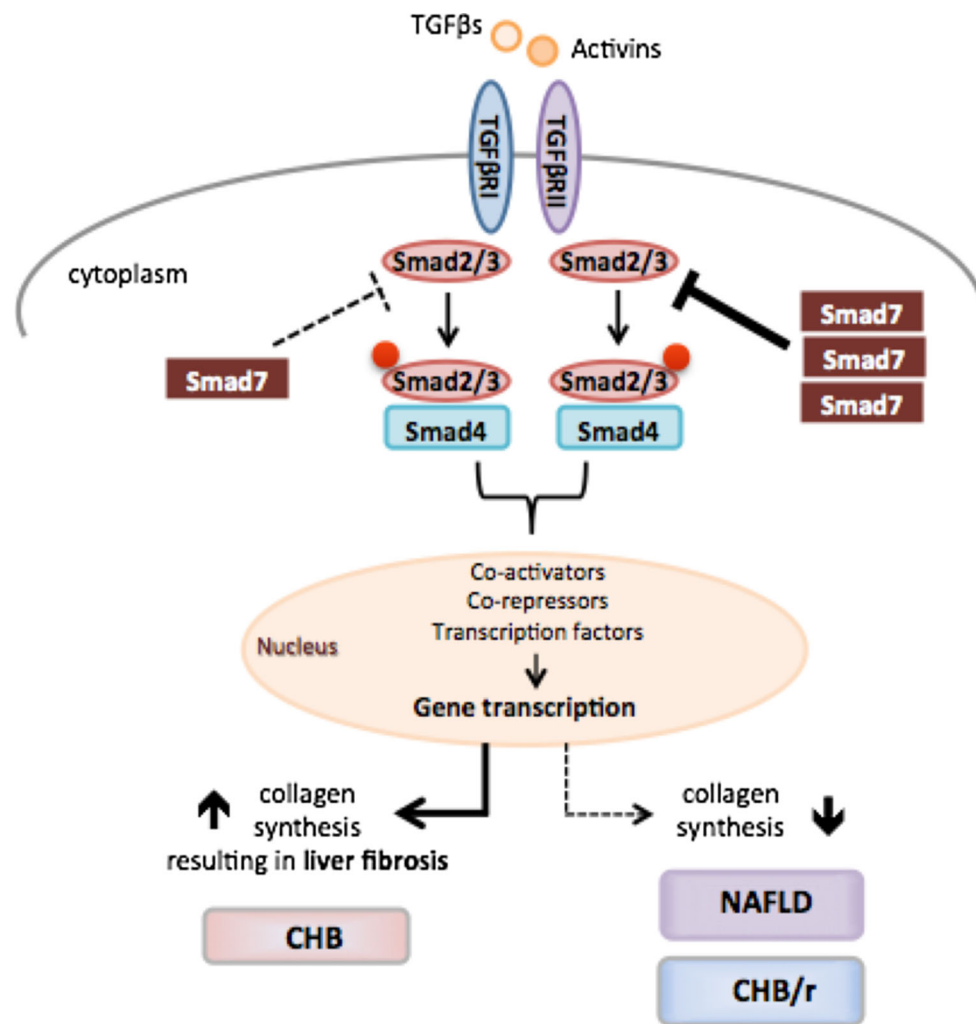 TGFβs
Activins
TGFβRI
TGFβRII
cytoplasm
Smad2/3
Smad2/3
Smad7
Smad7
Smad7
Smad7
Smad2/3
Smad2/3
Smad4
Smad4
Co-activators
Co-repressors
Transcription factors
Nucleus
Gene transcription
collagen
synthesis
resulting in liver fibrosis
collagen
synthesis
CHB
NAFLD
CHB/r